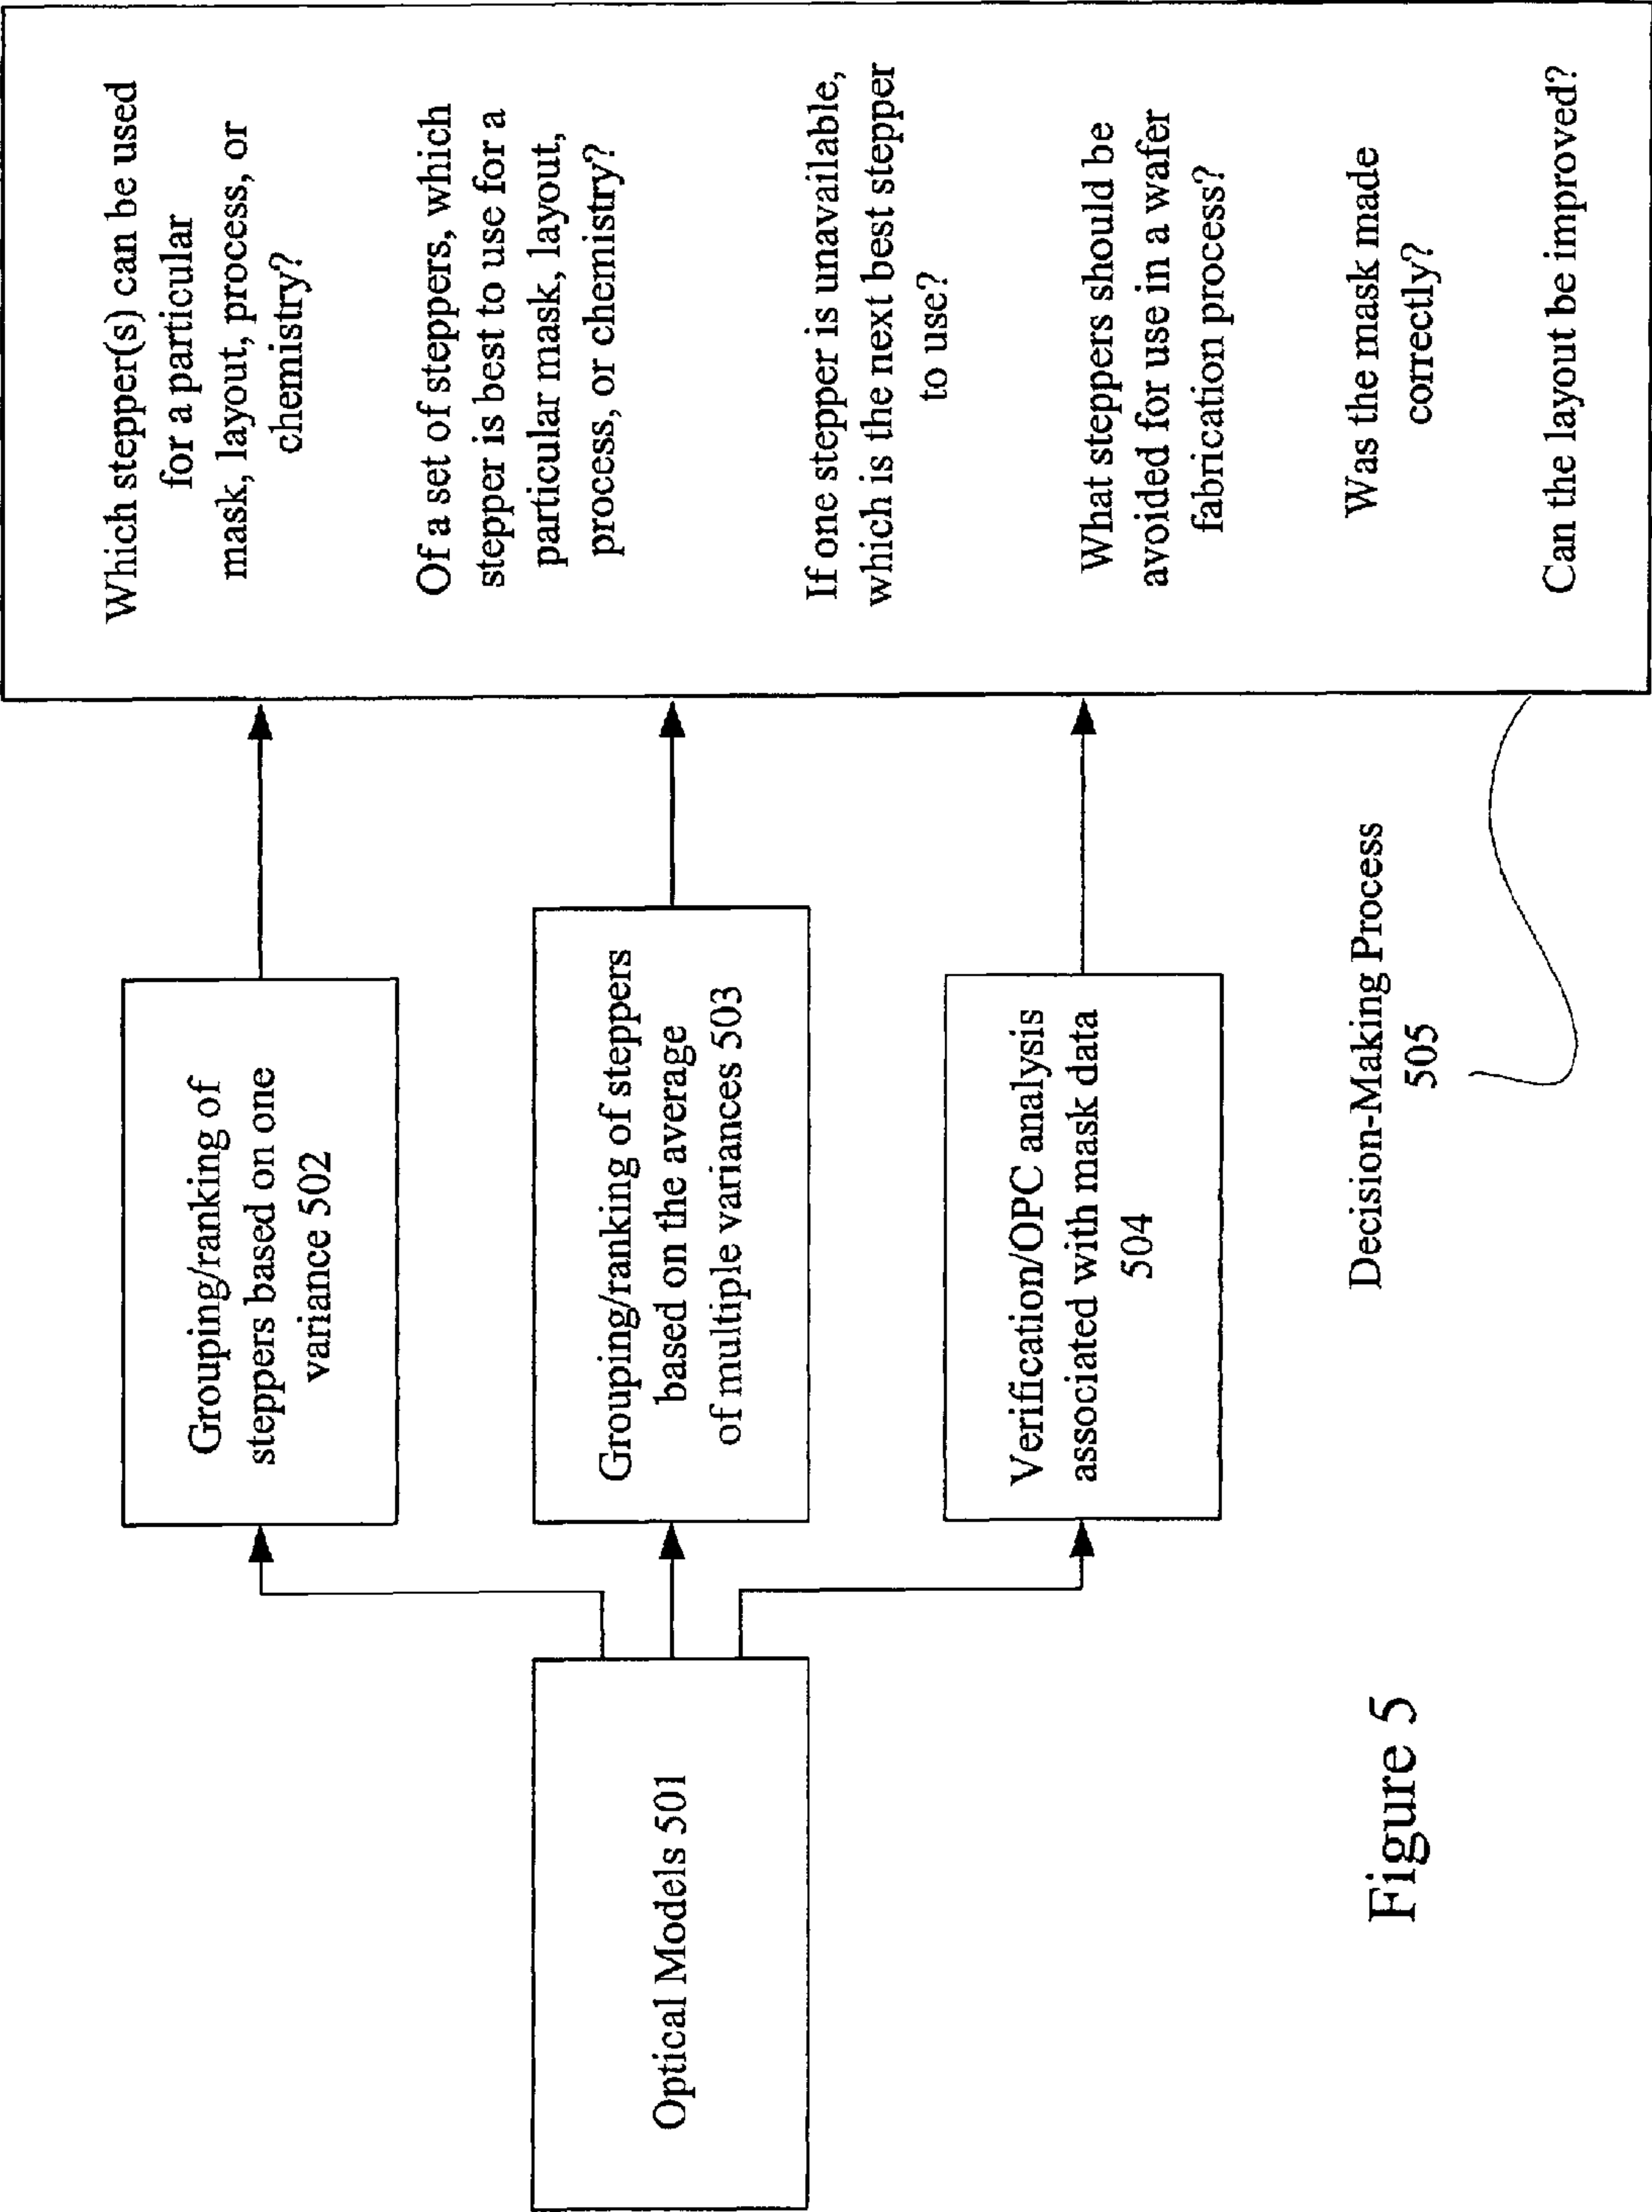 Optical Models 501
Grouping/ranking of
steppers based on one
variance 502
Grouping/ranking of steppers
based on the average
of multiple variances 503
Verification/OPC analysis
associated with mask data
504
Which stepper(s) can be used
for a particular
mask, layout, process, or
chemistry?
Of a set of steppers, which
stepper is best to use for a
particular mask, layout,
process, or chemistry?
If one stepper is unavailable,
which is the next best stepper
to use?
What steppers should be
avoided for use in a wafer
fabrication process?
Was the mask made
correctly?
Can the layout be improved?
Decision-Making Process
505
Figure 5